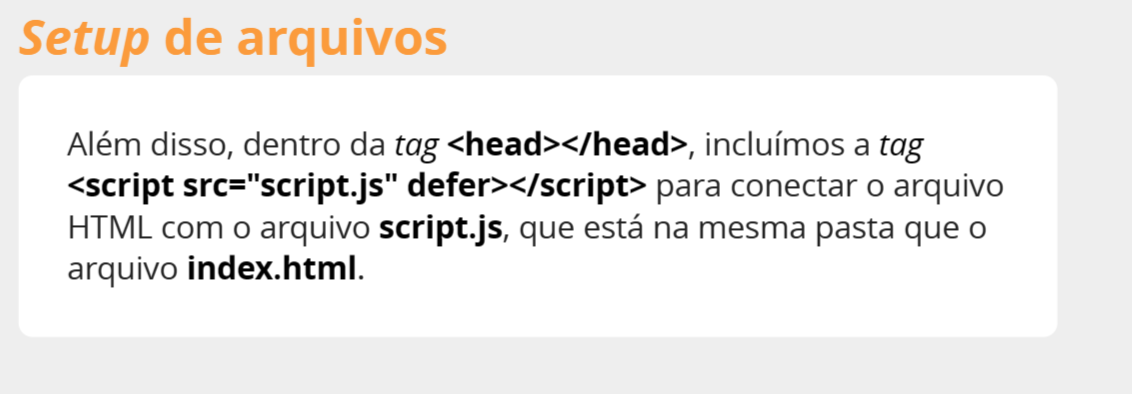 Setup de arquivos
Além disso, dentro da tag <head></head>, incluímos a tag
<script src="script.js" defer></script> para conectar o arquivo
HTML com o arquivo script.js, que está na mesma pasta que o
arquivo index.html.